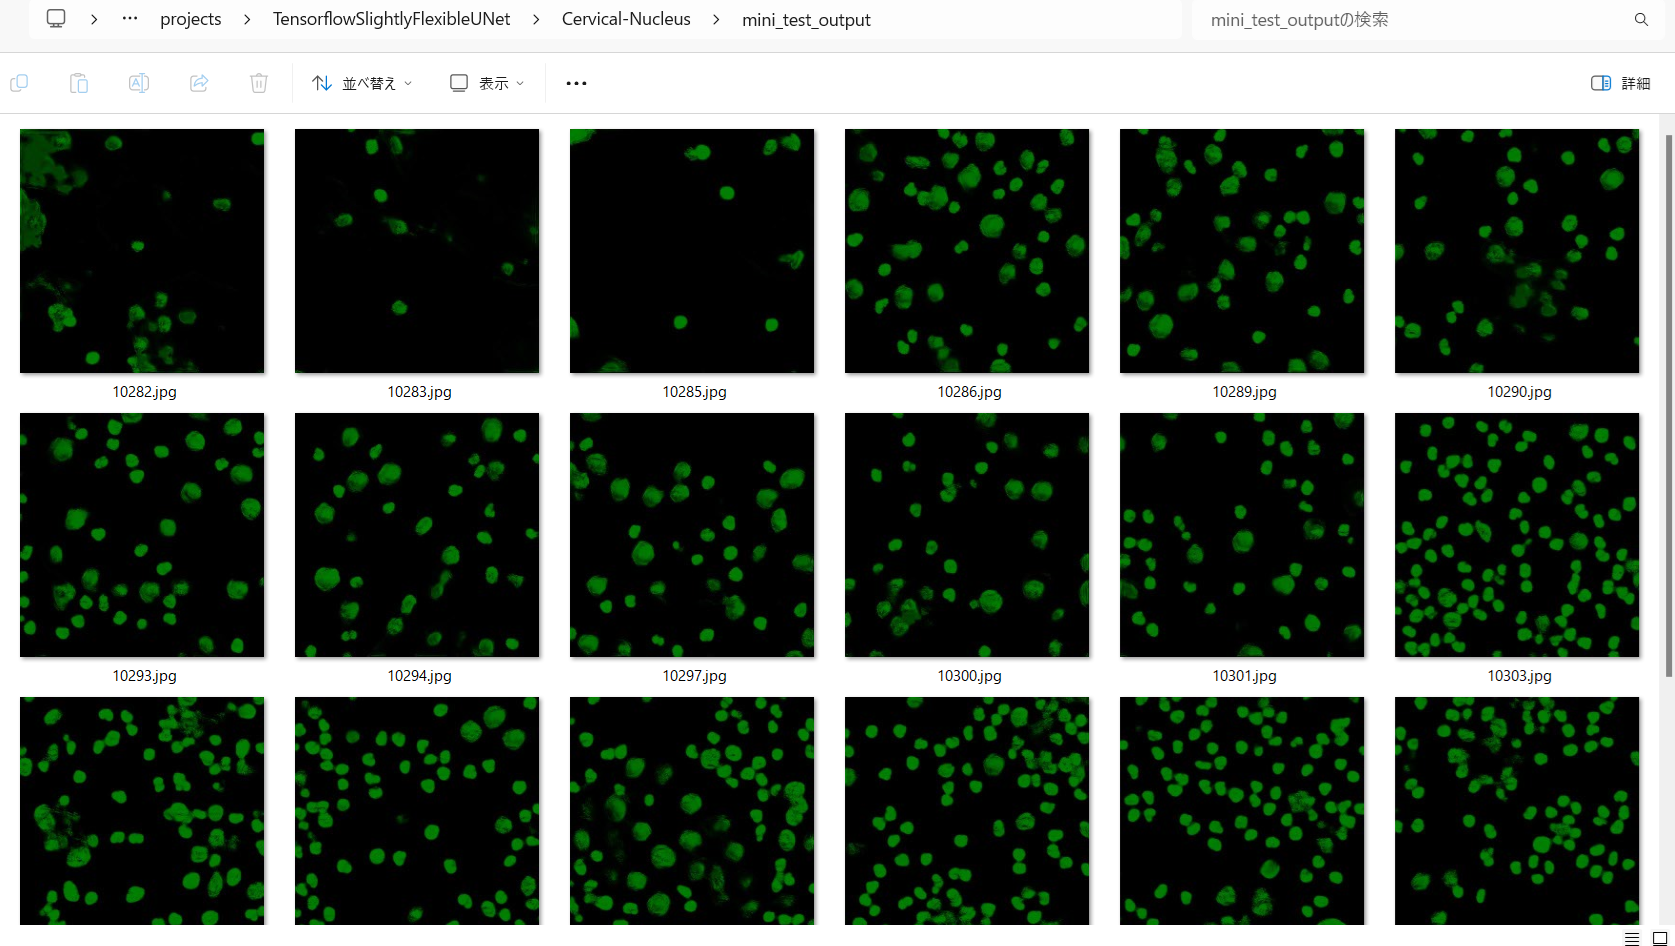 projects > TensorflowSlightlyFlexibleUNet > Cervical-Nucleus > mini_test_output
mini_test_outputの検索
並べ替え
表示
詳細
10282.jpg
10283.jpg
10285.jpg
10286.jpg
10289.jpg
10290.jpg
10293.jpg
10294.jpg
10297.jpg
10300.jpg
10301.jpg
10303.jpg